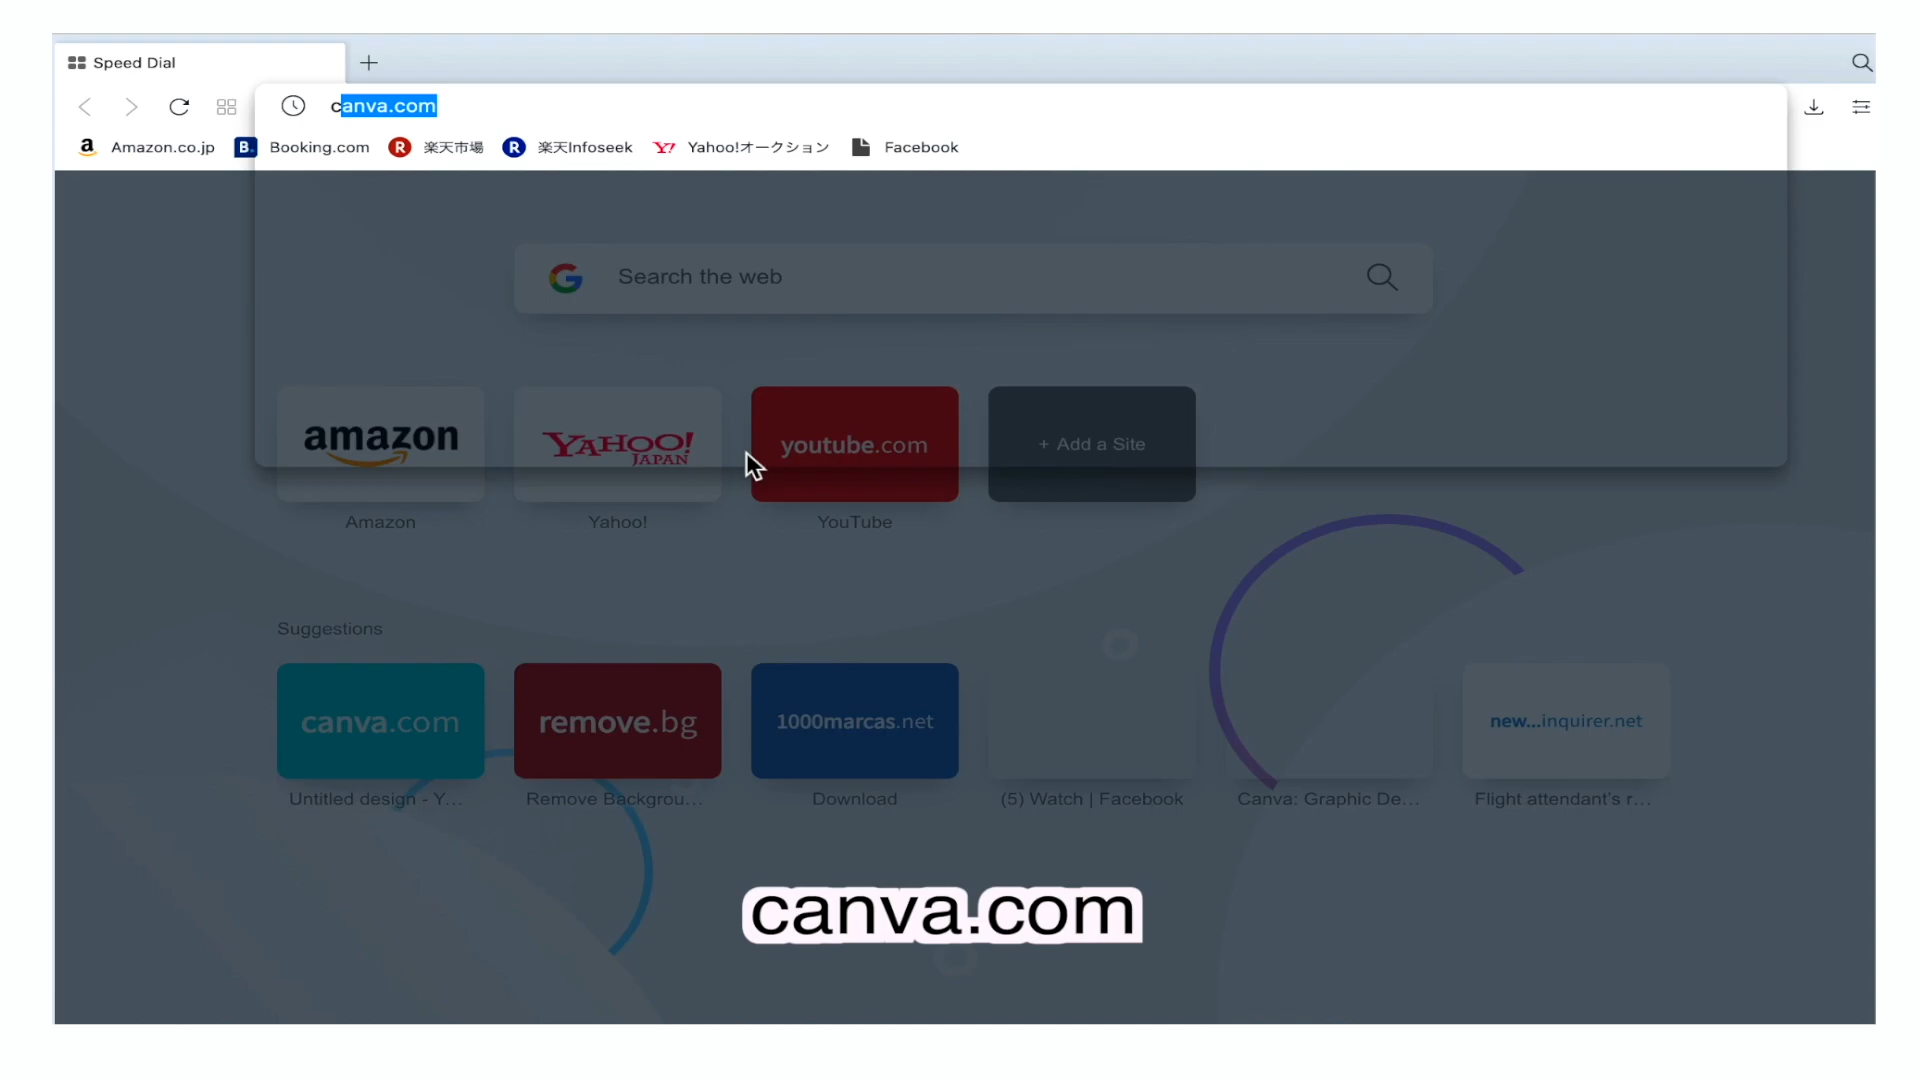 Speed Dial
canva.com
Amazon.co.jp
B.
Booking.com
R
楽天市場
R
楽天Infoseek
Y?
Yahoo!オークション
Facebook
Search the web
amazon
YAHOO!
JAPAN
youtube.com
+ Add a Site
Amazon
Yahoo!
YouTube
Suggestions
canva.com
remove.bg
1000marcas.net
new...inquirer.net
Untitled design - Y...
Remove Backgrou...
Download
(5) Watch | Facebook
Canva: Graphic De...
Flight attendant's r...
canva.com